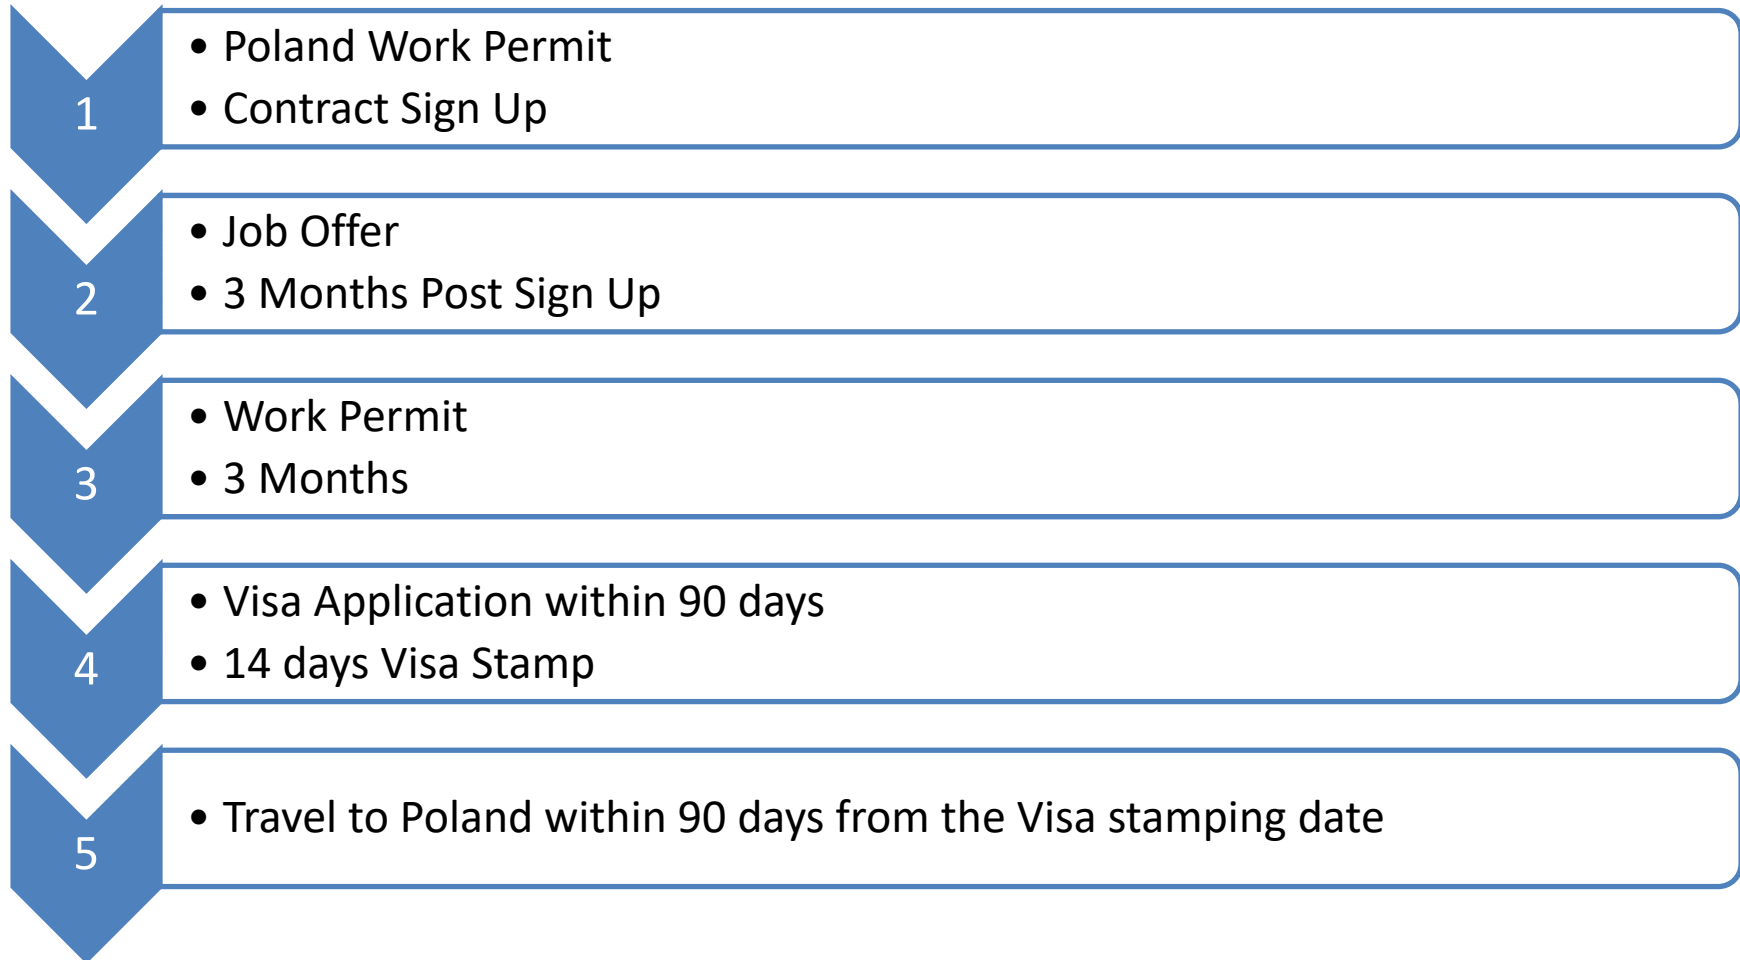 1
• Poland Work Permit
• Contract Sign Up
2
• Job Offer
• 3 Months Post Sign Up
3
• Work Permit
• 3 Months
4
• Visa Application within 90 days
• 14 days Visa Stamp
5
• Travel to Poland within 90 days from the Visa stamping date